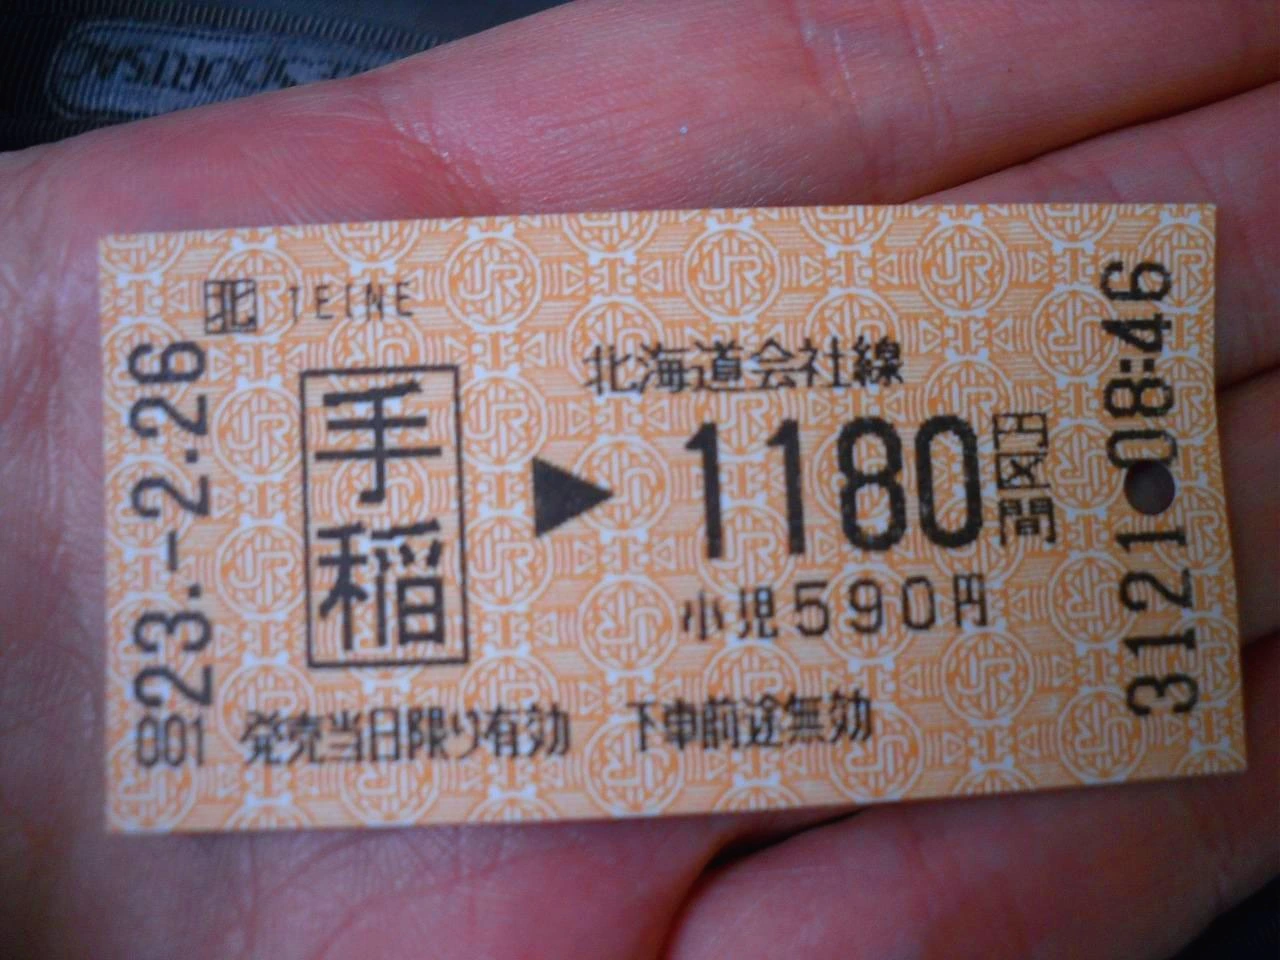 北 TEINE
手稲
北海道会社線
▶ 1180円区間
小児590円
発売当日限り有効 下車前途無効
801
23.-2.26
3121
08:46
JR